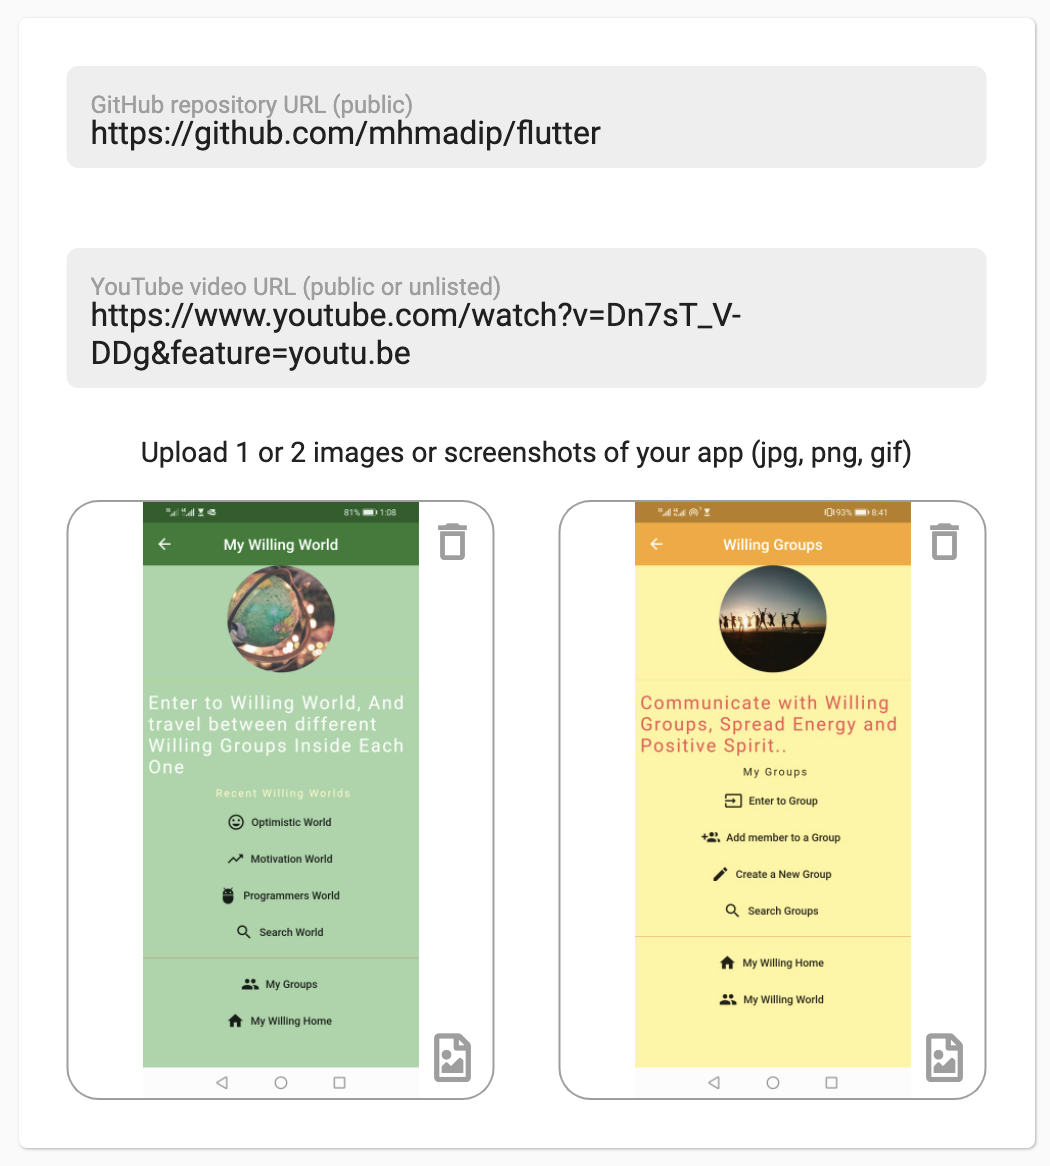 GitHub repository URL (public)
https://github.com/mhmadip/flutter
YouTube video URL (public or unlisted)
https://www.youtube.com/watch?v=Dn7sT_V-
DDg&feature=youtu.be
Upload 1 or 2 images or screenshots of your app (jpg, png, gif)
81% 1:08
My Willing World
Enter to Willing World, And
travel between different
Willing Groups Inside Each
One
Recent Willing Worlds
Optimistic World
Motivation World
Programmers World
Search World
My Groups
My Willing Home
93% 8:41
Willing Groups
Communicate with Willing
Groups, Spread Energy and
Positive Spirit..
My Groups
Enter to Group
Add member to a Group
Create a New Group
Search Groups
My Willing Home
My Willing World